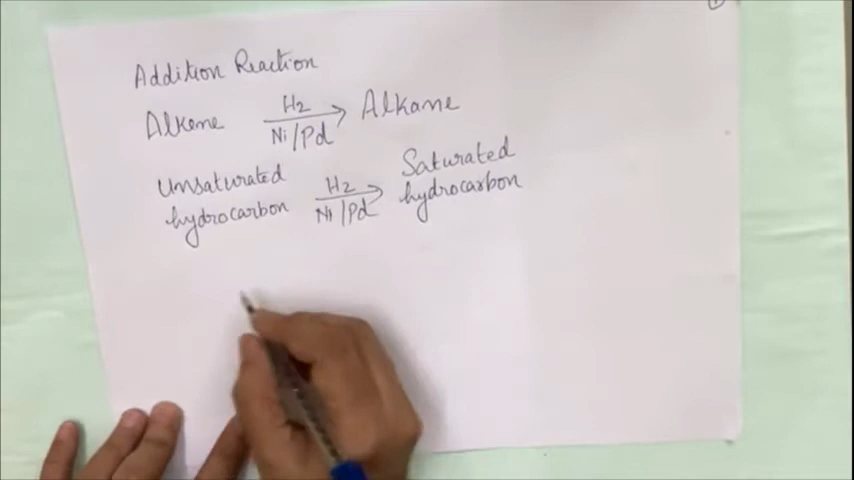 Addition Reaction
Alkene H2 Ni/Pd Alkane
Unsaturated hydrocarbon H2 Ni/Pd Saturated hydrocarbon